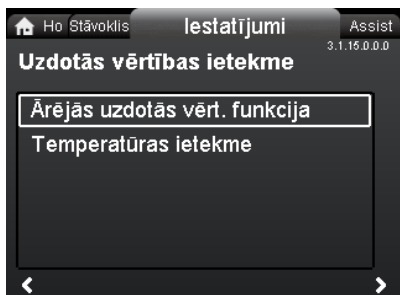 Ho Stāvoklis Iestatījumi Assist
3.1.15.0.0.0
Uzdotās vērtības ietekme
Ārējās uzdotās vērt. funkcija
Temperatūras ietekme